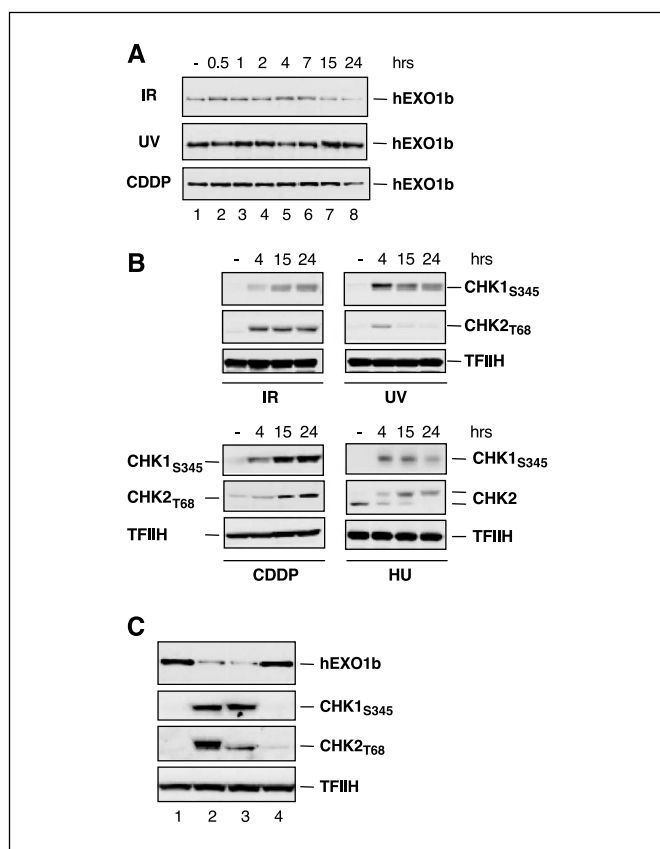 A
- 0.5 1 2 4 7 15 24 hrs
IR hEXO1b
UV hEXO1b
CDDP hEXO1b
1 2 3 4 5 6 7 8
B
- 4 15 24 - 4 15 24 hrs
CHK1S345
CHK2T68
TFIIH
IR UV
- 4 15 24 - 4 15 24 hrs
CHK1S345 CHK1S345
CHK2T68 CHK2
TFIIH TFIIH
CDDP HU
C
hEXO1b
CHK1S345
CHK2T68
TFIIH
1 2 3 4